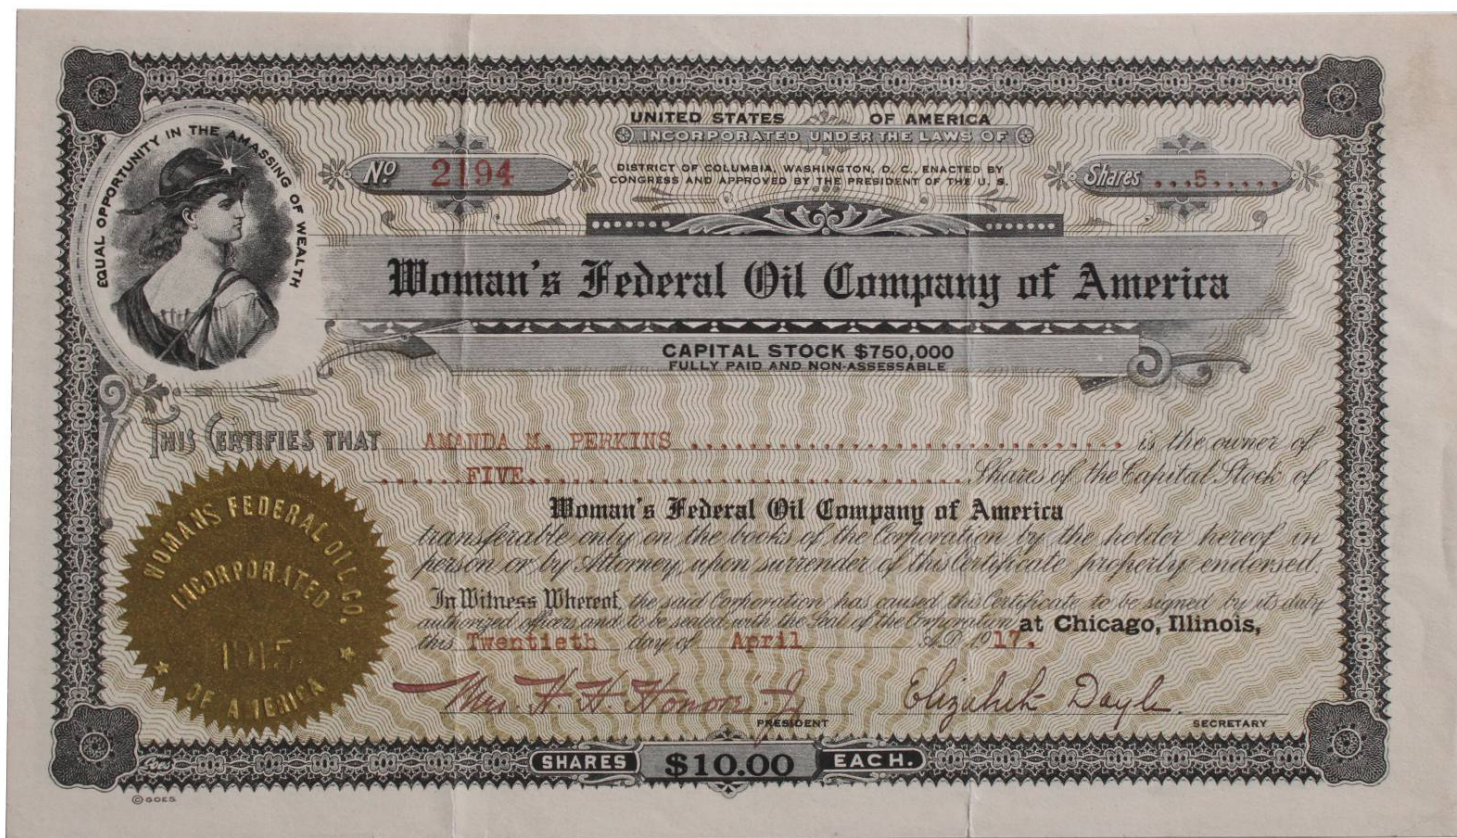 EQUAL OPPORTUNITY IN THE AMASSING OF WEALTH
UNITED STATES OF AMERICA
INCORPORATED UNDER THE LAWS OF
DISTRICT OF COLUMBIA, WASHINGTON, D. C., ENACTED BY
CONGRESS AND APPROVED BY THE PRESIDENT OF THE U. S.
No 2194
Shares ...5.....
Woman's Federal Oil Company of America
CAPITAL STOCK $750,000
FULLY PAID AND NON-ASSESSABLE
THIS CERTIFIES THAT AMANDA M. PERKINS ........................ is the owner of
FIVE........................ Shares of the Capital Stock of
Woman's Federal Oil Company of America
transferable only on the books of the Corporation by the holder hereof in
person or by Attorney, upon surrender of this Certificate properly endorsed.
In Witness Whereof, the said Corporation has caused this Certificate to be signed by its duly
authorized officers and to be sealed with the Seal of the Corporation at Chicago, Illinois,
this Twentieth day of April A.D. 1917.
WOMANS FEDERAL OIL CO.
INCORPORATED
1915
OF AMERICA
Mrs. H. H. Honoré Jr
PRESIDENT
Elizabeth Doyle
SECRETARY
SHARES $10.00 EACH.
Goes
© GOES